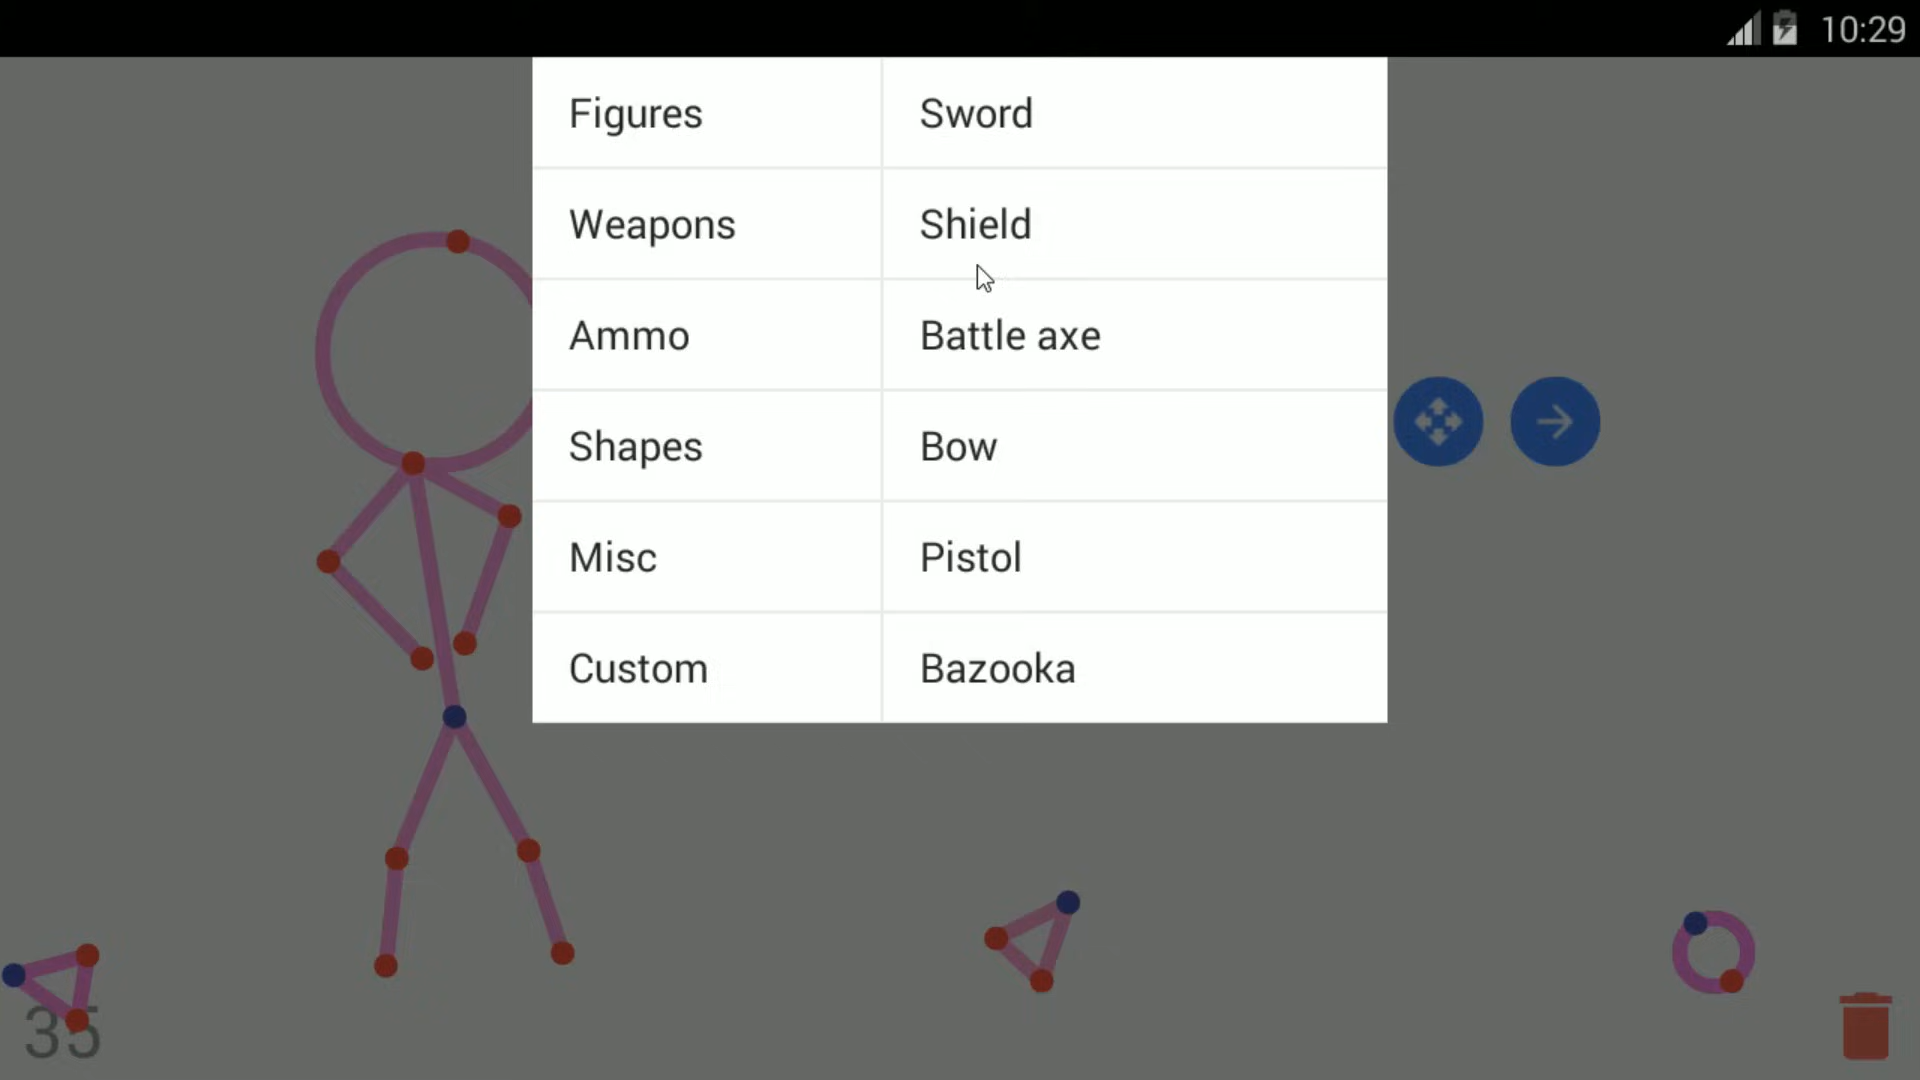 10:29
Figures Sword
Weapons Shield
Ammo Battle axe
Shapes Bow
Misc Pistol
Custom Bazooka
35